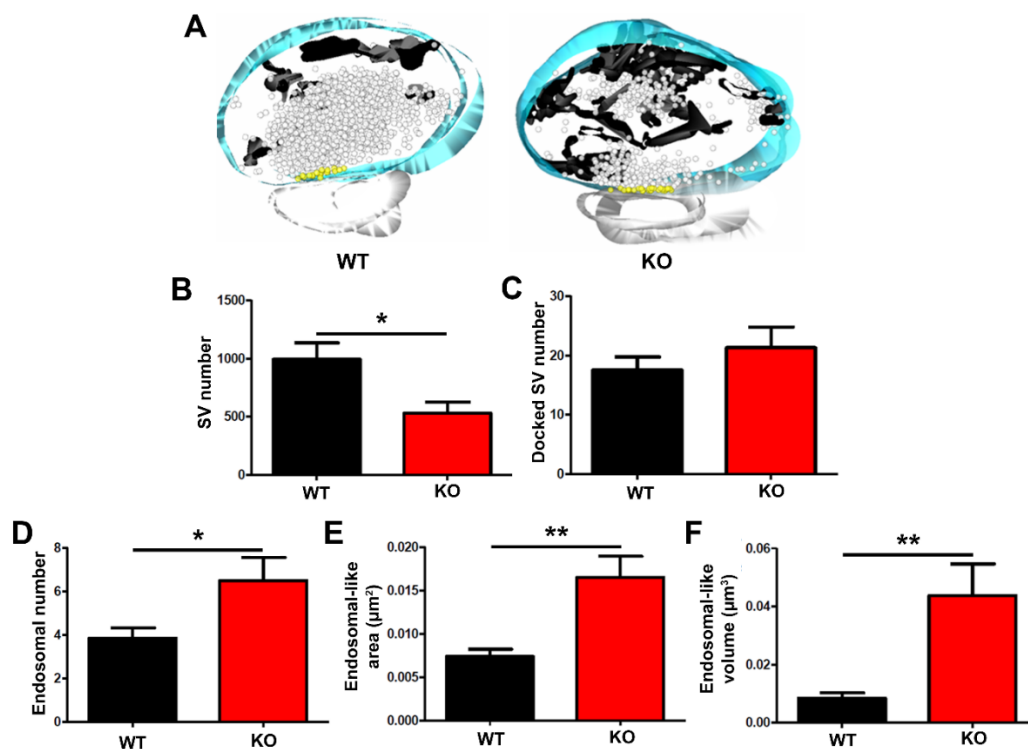 A
WT
KO
B
SV number
1500
1000
500
0
*
WT
KO
C
Docked SV number
30
20
10
0
WT
KO
D
Endosomal number
8
6
4
2
0
*
WT
KO
E
Endosomal-like
area (µm²)
0.020
0.015
0.010
0.005
0.000
**
WT
KO
F
Endosomal-like
volume (µm³)
0.06
0.04
0.02
0.00
**
WT
KO